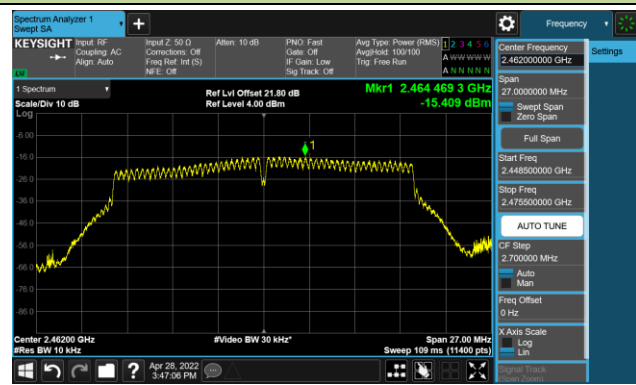 Spectrum Analyzer 1
Swept SA
Frequency
KEYSIGHT
Input: RF
Coupling: AC
Align: Auto
Input Z: 50 Ω
Corrections: Off
Freq Ref: Int (S)
NFE: Off
Atten: 10 dB
PNO: Fast
Gate: Off
IF Gain: Low
Sig Track: Off
Avg Type: Power (RMS)
Avg|Hold: 100/100
Trig: Free Run
1 2 3 4 5 6
A WW WW W
A N N N N N
1 Spectrum
Scale/Div 10 dB
Log
Ref Lvl Offset 21.80 dB
Ref Level 4.00 dBm
Mkr1 2.464 469 3 GHz
-15.409 dBm
1
-6.00
-16.0
-26.0
-36.0
-46.0
-56.0
-66.0
-76.0
-86.0
Center 2.46200 GHz
#Res BW 10 kHz
#Video BW 30 kHz*
Span 27.00 MHz
Sweep 109 ms (11400 pts)
Center Frequency
2.462000000 GHz
Settings
Span
27.0000000 MHz
Swept Span
Zero Span
Full Span
Start Freq
2.448500000 GHz
Stop Freq
2.475500000 GHz
AUTO TUNE
CF Step
2.700000 MHz
Auto
Man
Freq Offset
0 Hz
X Axis Scale
Log
Lin
Signal Track
(Span Zoom)
Apr 28, 2022
3:47:06 PM